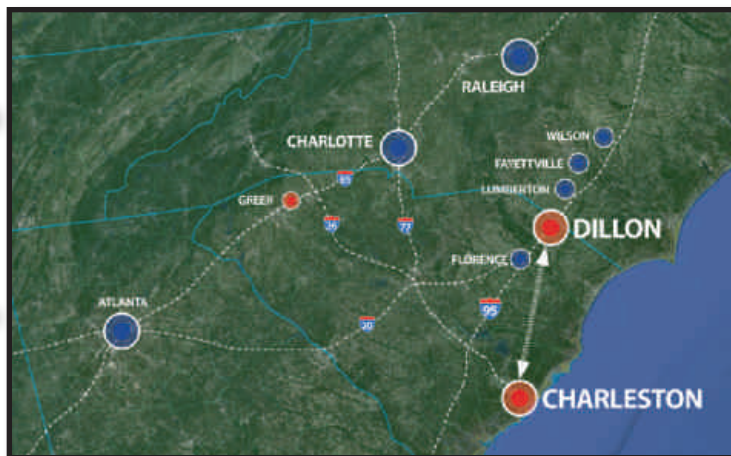 RALEIGH
WILSON
CHARLOTTE
FAYETTVILLE
85
LUMBERTON
GREER
26
77
DILLON
FLORENCE
ATLANTA
95
20
CHARLESTON